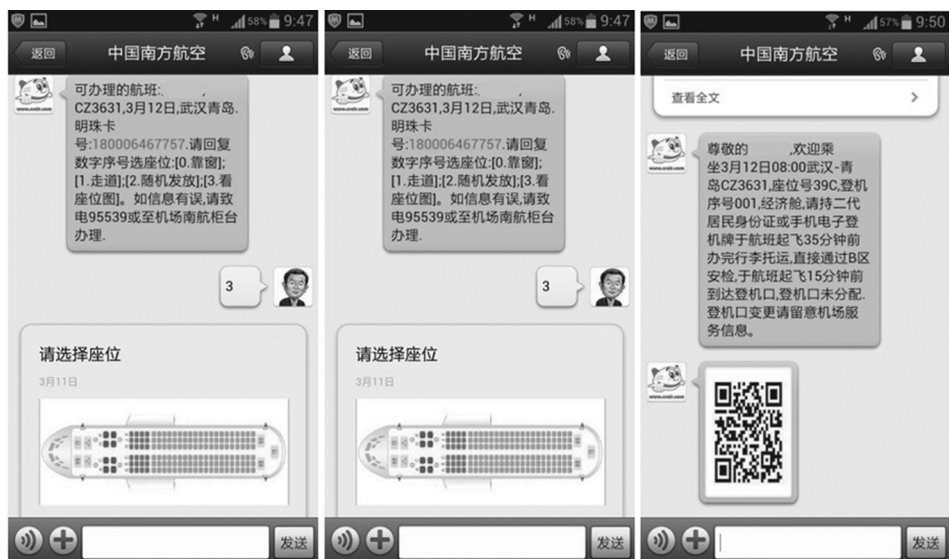 H 58% 9:47
返回 中国南方航空
可办理的航班:. ,
CZ3631,3月12日,武汉青岛.
明珠卡
号:180006467757.请回复
数字序号选座位:[0.靠窗];
[1.走道];[2.随机发放];[3.看
座位图]。如信息有误,请致
电95539或至机场南航柜台
办理.
www.csair.com
3
请选择座位
3月11日
发送
H 58% 9:47
返回 中国南方航空
可办理的航班:. ,
CZ3631,3月12日,武汉青岛.
明珠卡
号:180006467757.请回复
数字序号选座位:[0.靠窗];
[1.走道];[2.随机发放];[3.看
座位图]。如信息有误,请致
电95539或至机场南航柜台
办理.
www.csair.com
3
请选择座位
3月11日
发送
H 57% 9:50
返回 中国南方航空
查看全文
尊敬的 ,欢迎乘
坐3月12日08:00武汉-青
岛CZ3631,座位号39C,登机
序号001,经济舱,请持二代
居民身份证或手机电子登
机牌于航班起飞35分钟前
办完行李托运,直接通过B区
安检,于航班起飞15分钟前
到达登机口,登机口未分配.
登机口变更请留意机场服
务信息。
www.csair.com
www.csair.com
发送